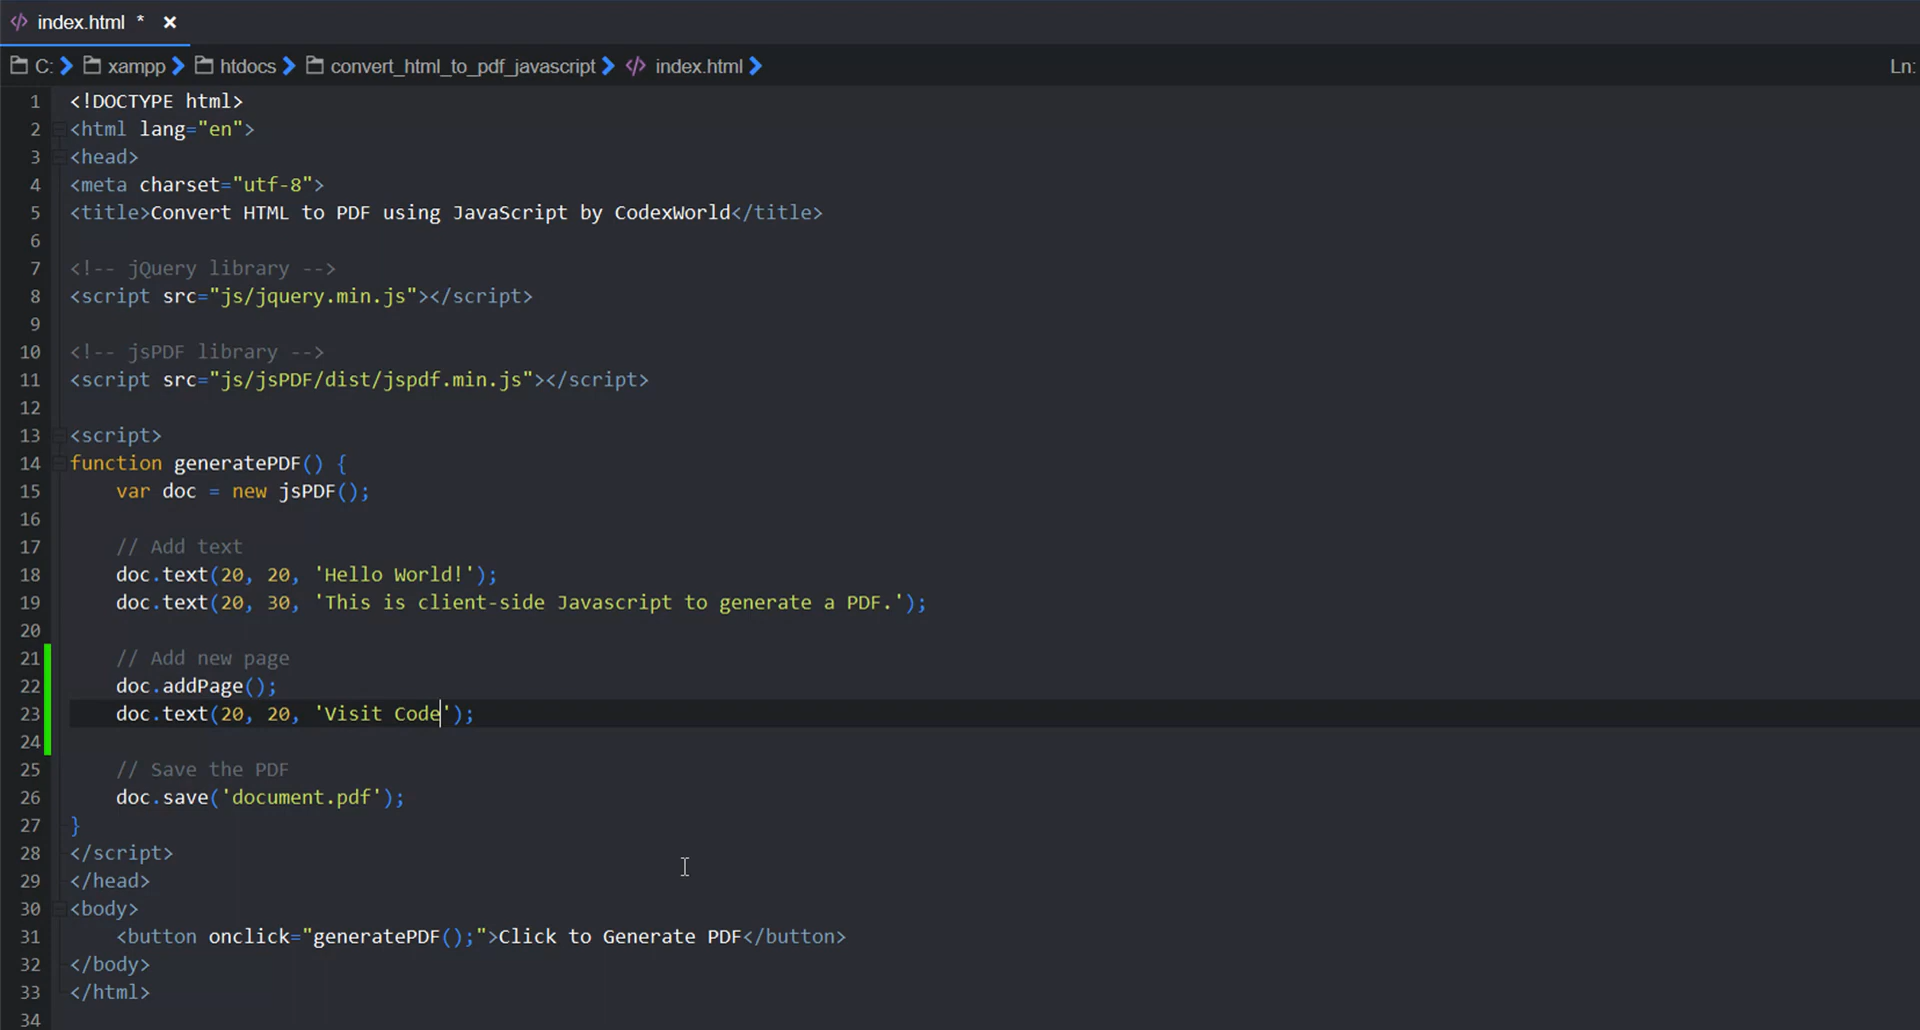 index.html *
C: xampp htdocs convert_html_to_pdf_javascript index.html Ln:
1 <!DOCTYPE html>
2 <html lang="en">
3 <head>
4 <meta charset="utf-8">
5 <title>Convert HTML to PDF using JavaScript by CodexWorld</title>
6
7 <!-- jQuery library -->
8 <script src="js/jquery.min.js"></script>
9
10 <!-- jsPDF library -->
11 <script src="js/jsPDF/dist/jspdf.min.js"></script>
12
13 <script>
14 function generatePDF() {
15     var doc = new jsPDF();
16
17     // Add text
18     doc.text(20, 20, 'Hello World!');
19     doc.text(20, 30, 'This is client-side Javascript to generate a PDF.');
20
21     // Add new page
22     doc.addPage();
23     doc.text(20, 20, 'Visit Code');
24
25     // Save the PDF
26     doc.save('document.pdf');
27 }
28 </script>
29 </head>
30 <body>
31     <button onclick="generatePDF();">Click to Generate PDF</button>
32 </body>
33 </html>
34